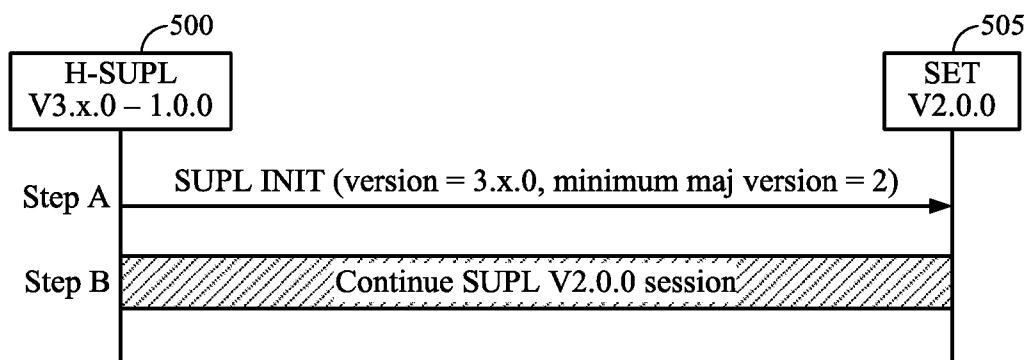 500
505
H-SUPL
V3.x.0 – 1.0.0
SET
V2.0.0
Step A
SUPL INIT (version = 3.x.0, minimum maj version = 2)
Step B
Continue SUPL V2.0.0 session